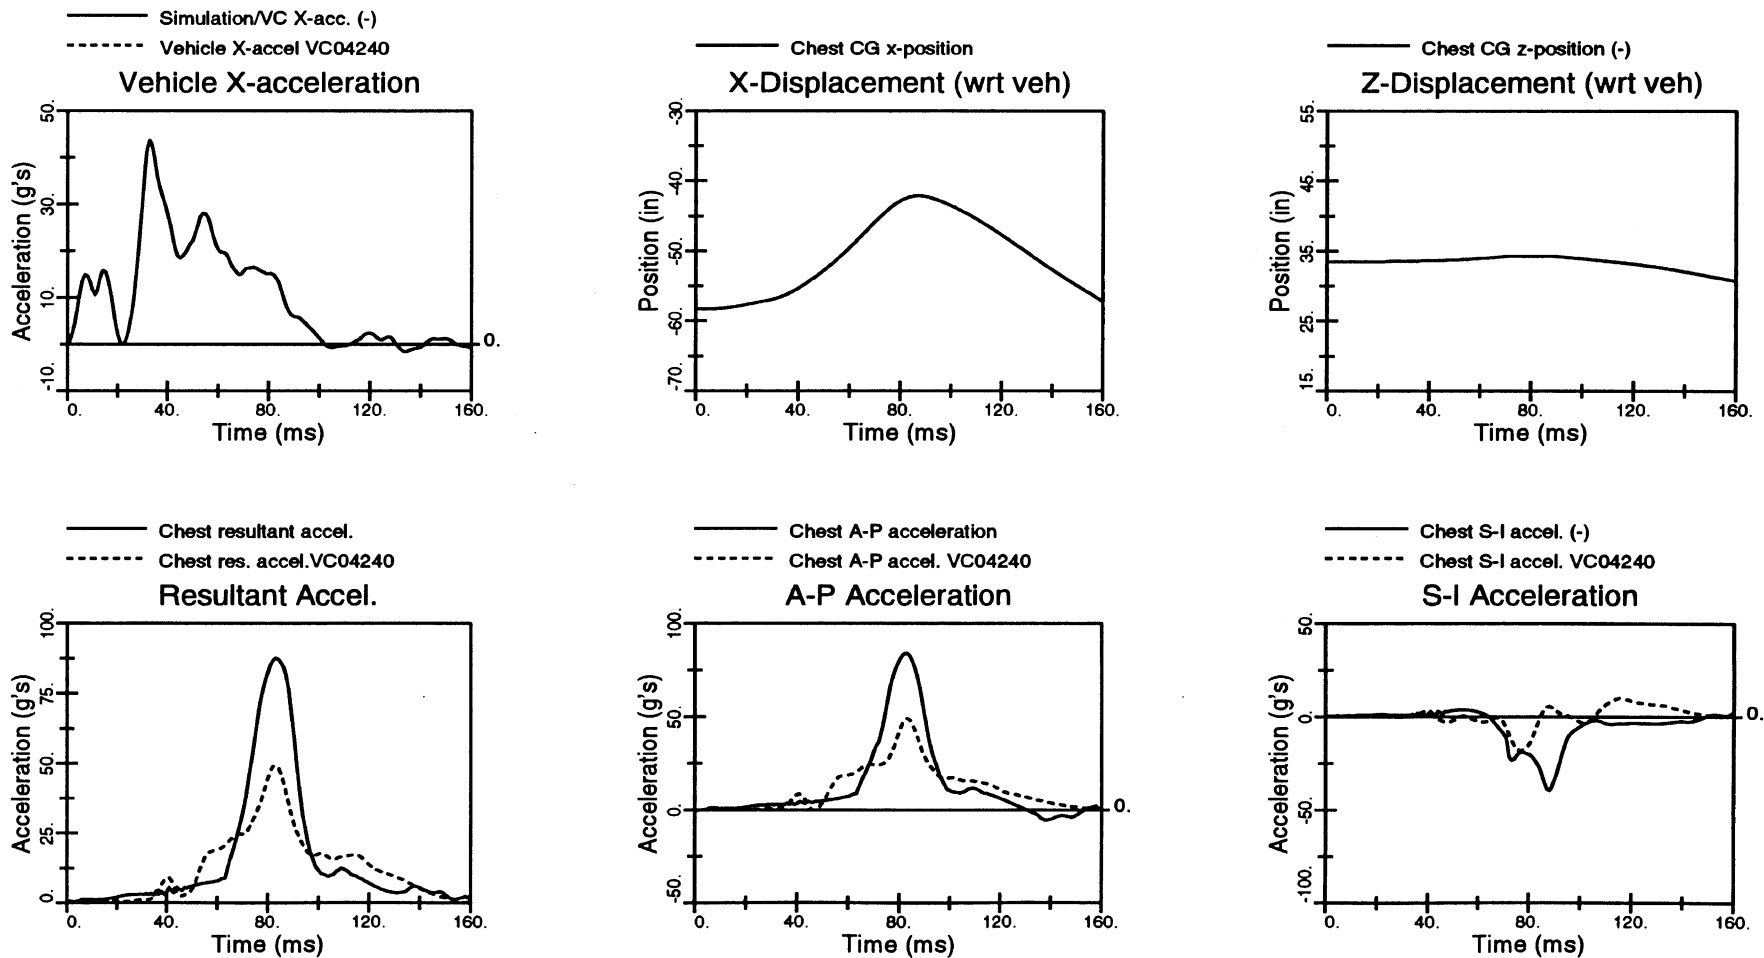 Simulation/VC X-acc. (-)
Vehicle X-accel VC04240
Vehicle X-acceleration
Acceleration (g's)
50.
30.
10.
-10.
0.
0. 40. 80. 120. 160.
Time (ms)
Chest CG x-position
X-Displacement (wrt veh)
Position (in)
-30.
-40.
-50.
-60.
-70.
0. 40. 80. 120. 160.
Time (ms)
Chest CG z-position (-)
Z-Displacement (wrt veh)
Position (in)
55.
45.
35.
25.
15.
0. 40. 80. 120. 160.
Time (ms)
Chest resultant accel.
Chest res. accel.VC04240
Resultant Accel.
Acceleration (g's)
100.
75.
50.
25.
0.
0. 40. 80. 120. 160.
Time (ms)
Chest A-P acceleration
Chest A-P accel. VC04240
A-P Acceleration
Acceleration (g's)
100.
50.
0.
-50.
0.
0. 40. 80. 120. 160.
Time (ms)
Chest S-I accel. (-)
Chest S-I accel. VC04240
S-I Acceleration
Acceleration (g's)
50.
0.
-50.
-100.
0.
0. 40. 80. 120. 160.
Time (ms)